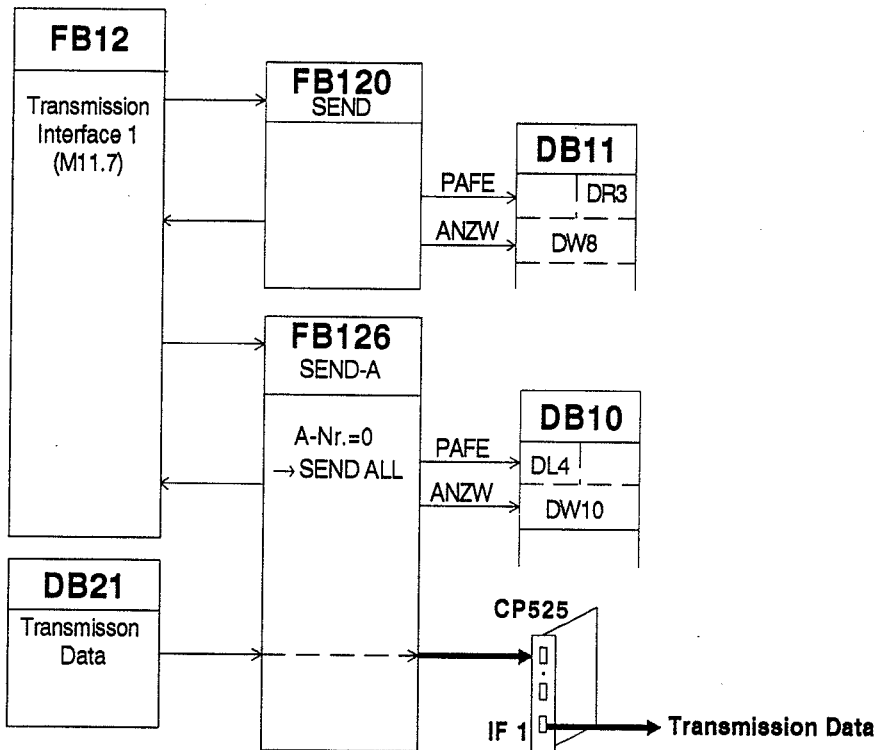 FB12
Transmission
Interface 1
(M11.7)
FB120
SEND
PAFE
ANZW
DB11
DR3
DW8
FB126
SEND-A
A-Nr.=0
→ SEND ALL
PAFE
ANZW
DB10
DL4
DW10
DB21
Transmisson
Data
CP525
IF 1
Transmission Data